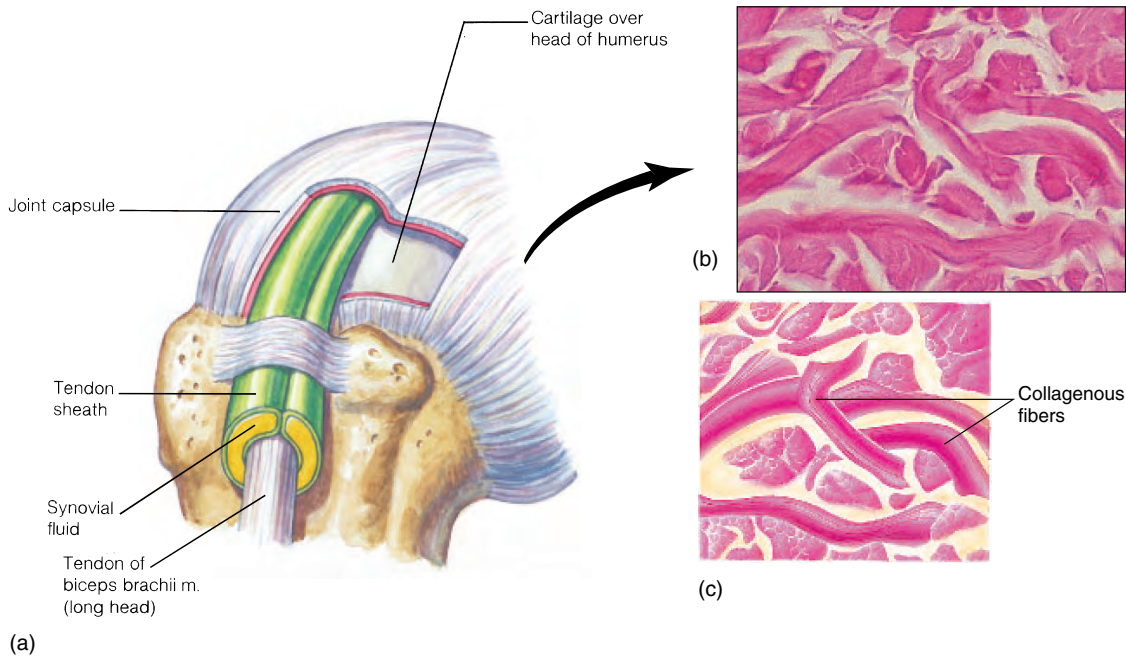 Cartilage over
head of humerus
Joint capsule
Tendon
sheath
Synovial
fluid
Tendon of
biceps brachii m.
(long head)
(a)
(b)
Collagenous
fibers
(c)